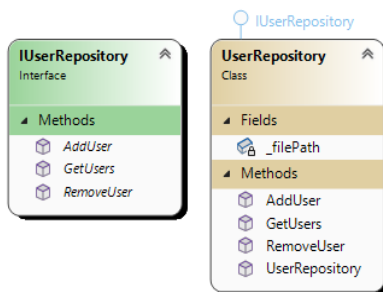 IUserRepository
IUserRepository
Interface
Methods
AddUser
GetUsers
RemoveUser
UserRepository
Class
Fields
_filePath
Methods
AddUser
GetUsers
RemoveUser
UserRepository